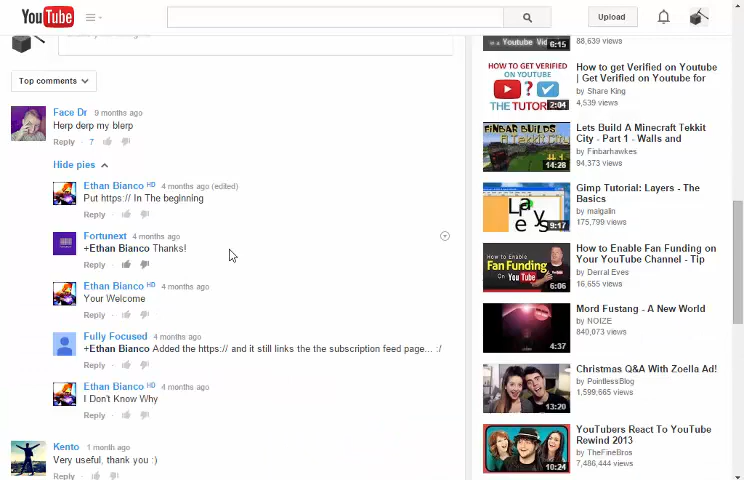 YouTube
Upload
Top comments
Face Dr 9 months ago
Herp derp my blerp
Reply · 7
Hide pies
Ethan Bianco HD 4 months ago (edited)
Put https:// In The beginning
Reply ·
Fortunext 4 months ago
+Ethan Bianco Thanks!
Reply ·
Ethan Bianco HD 4 months ago
Your Welcome
Reply ·
Fully Focused 4 months ago
+Ethan Bianco Added the https:// and it still links the the subscription feed page... :/
Reply ·
Ethan Bianco HD 4 months ago
I Don't Know Why
Reply ·
Kento 1 month ago
Very useful, thank you :)
Reply ·
6:15
88,639 views
HOW TO GET VERIFIED
ON YOUTUBE
?
THE TUTOR
2:04
How to get Verified on Youtube
| Get Verified on Youtube for
by Share King
4,539 views
FINBAR BUILDS
14:26
Lets Build A Minecraft Tekkit
City - Part 1 - Walls and
by Finbarhawkes
94,373 views
9:17
Gimp Tutorial: Layers - The
Basics
by malgalin
175,799 views
How to
Enable
Fan Funding
on YouTube
6:06
How to Enable Fan Funding on
Your YouTube Channel - Tip
by Derral Eves
16,655 views
4:37
Mord Fustang - A New World
by NOIZE
849,073 views
13:20
Christmas Q&A With Zoella Ad!
by PointlessBlog
1,599,665 views
10:24
YouTubers React To YouTube
Rewind 2013
by TheFineBros
7,486,444 views